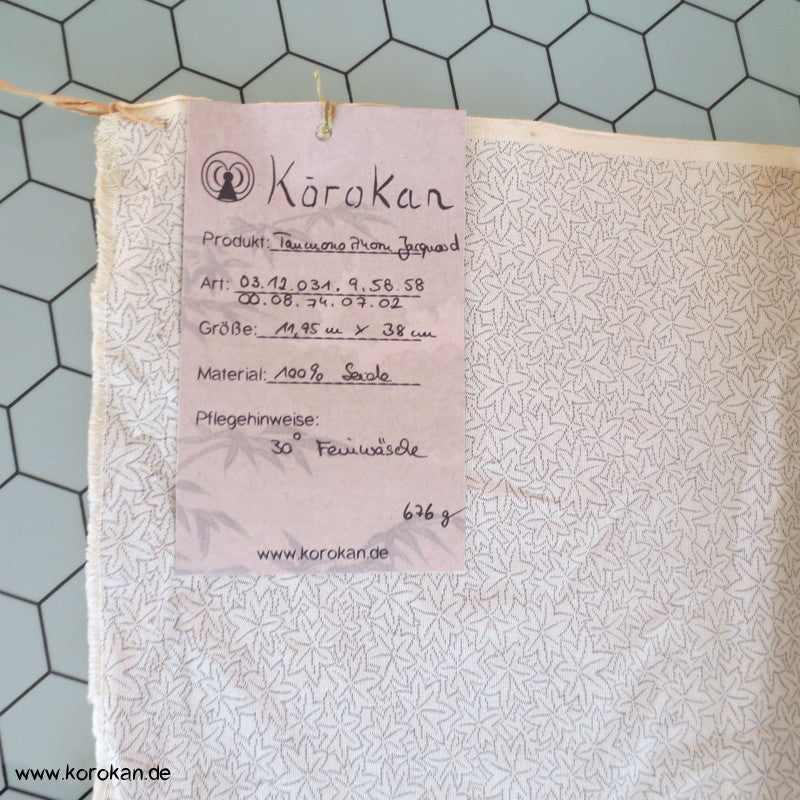 Kōrokan
Produkt: Tanmono Ahorn Jacquard
Art: 03.12.031.9.58.58
00.08.74.07.02
Größe: 11,95 m x 38 cm
Material: 100% Seide
Pflegehinweise:
30° Feinwäsche
676 g
www.korokan.de
www.korokan.de